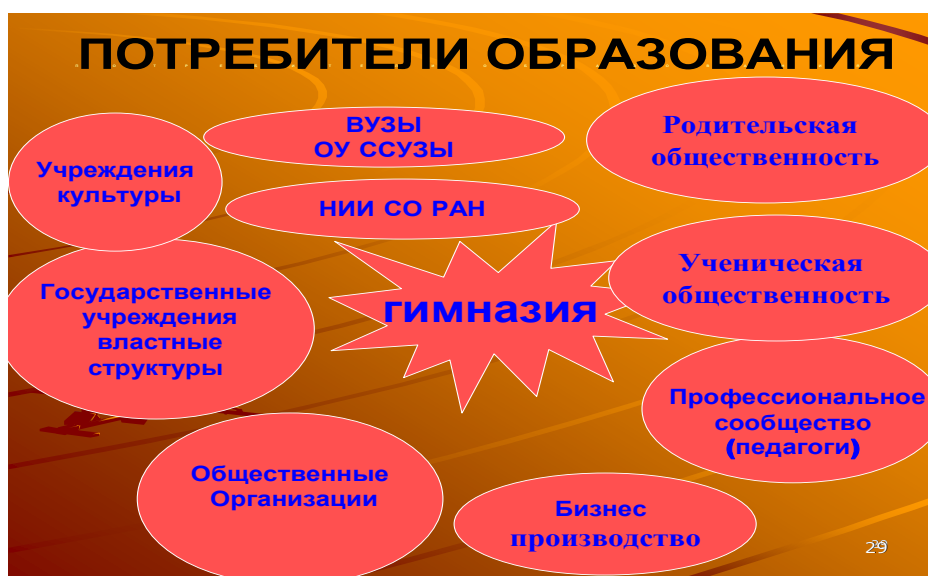 ПОТРЕБИТЕЛИ ОБРАЗОВАНИЯ
ВУЗЫ
ОУ ССУЗЫ
Родительская
общественность
Учреждения
культуры
НИИ СО РАН
Ученическая
общественность
Государственные
учреждения
властные
структуры
гимназия
Профессиональное
сообщество
(педагоги)
Общественные
Организации
Бизнес
производство
29